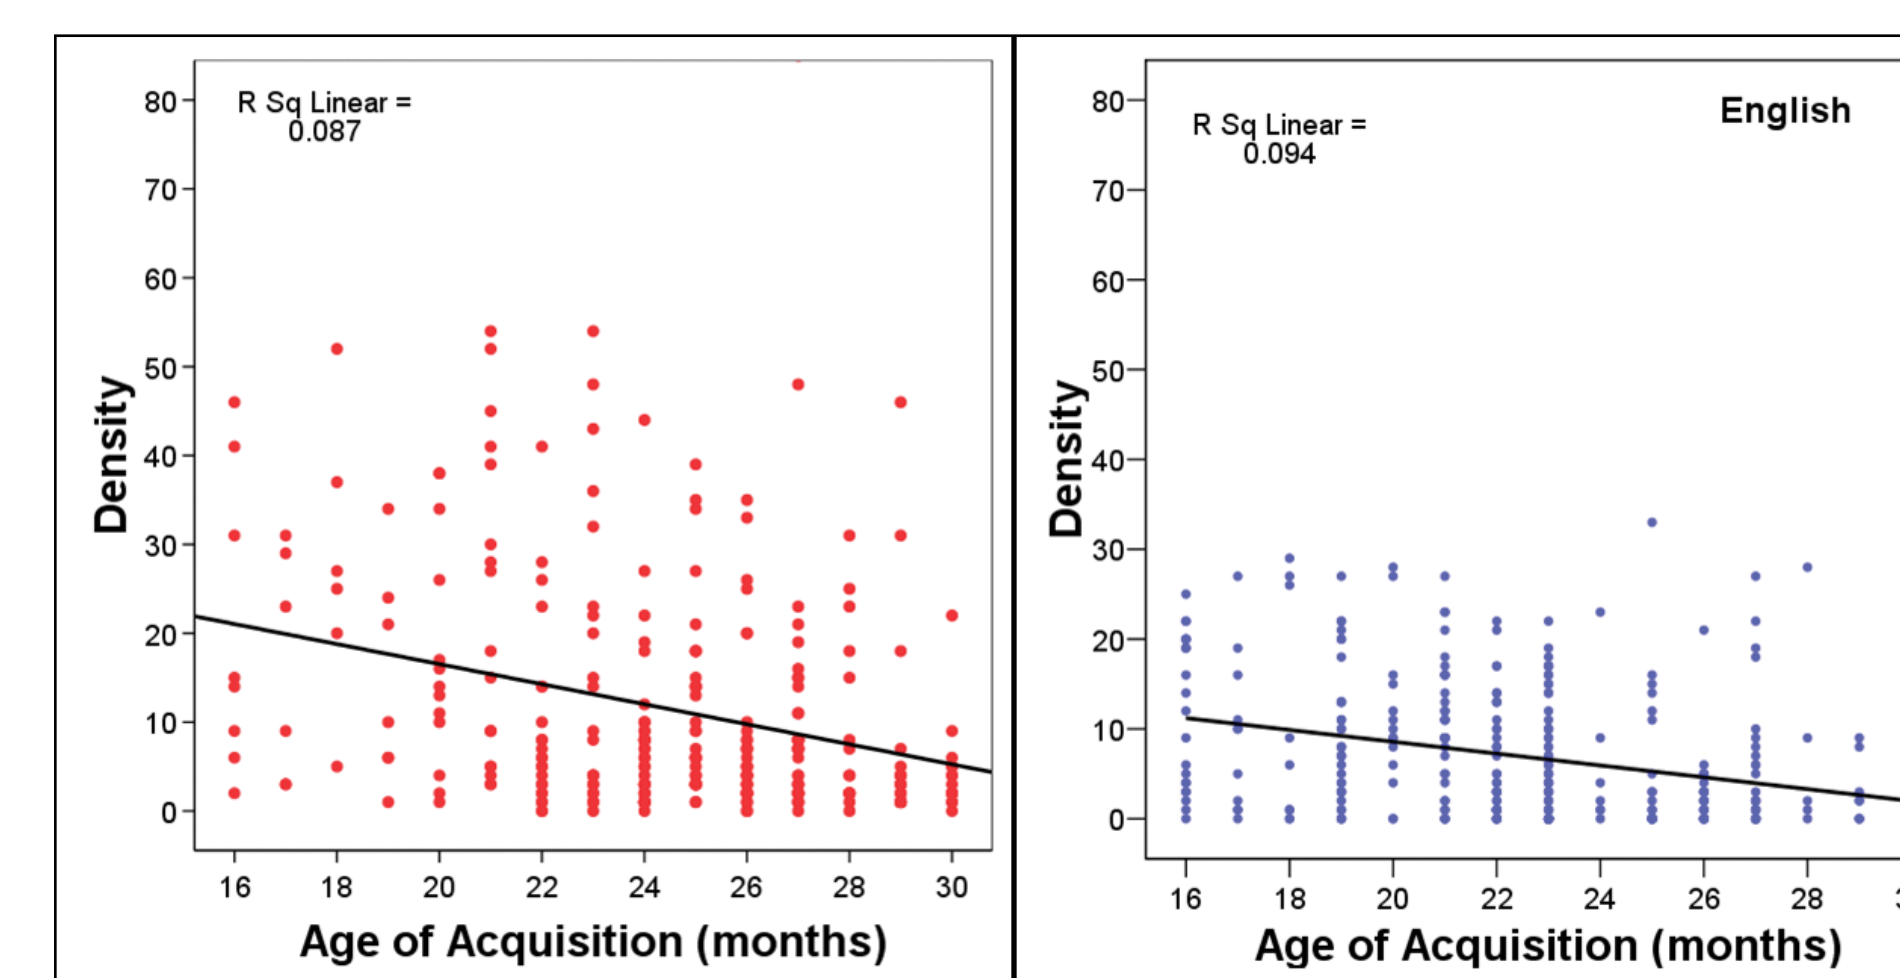 R Sq Linear =
0.087
80
70
60
50
40
30
20
10
0
Density
16 18 20 22 24 26 28 30
Age of Acquisition (months)
English
R Sq Linear =
0.094
80
70
60
50
40
30
20
10
0
Density
16 18 20 22 24 26 28
Age of Acquisition (months)